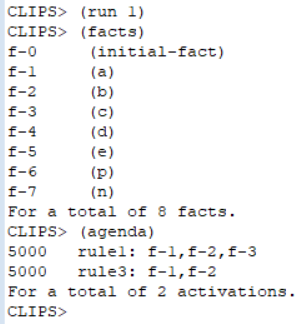 CLIPS> (run 1)
CLIPS> (facts)
f-0 (initial-fact)
f-1 (a)
f-2 (b)
f-3 (c)
f-4 (d)
f-5 (e)
f-6 (p)
f-7 (n)
For a total of 8 facts.
CLIPS> (agenda)
5000 rule1: f-1,f-2,f-3
5000 rule3: f-1,f-2
For a total of 2 activations.
CLIPS>